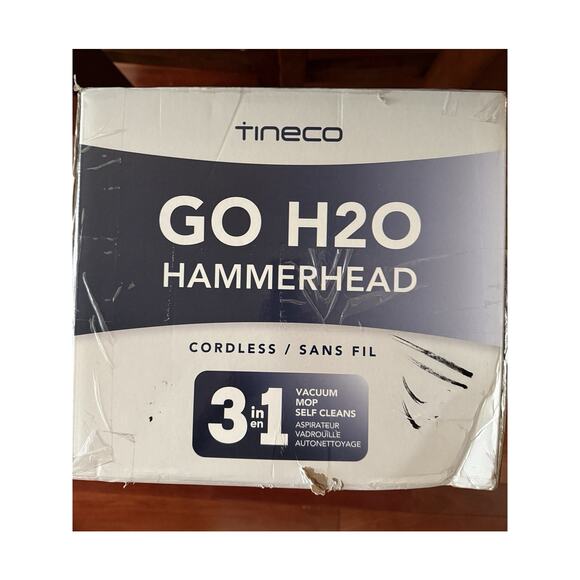 tineco
GO H2O
HAMMERHEAD
CORDLESS / SANS FIL
3 in en 1
VACUUM
MOP
SELF CLEANS
ASPIRATEUR
VADROUILLE
AUTONETTOYAGE